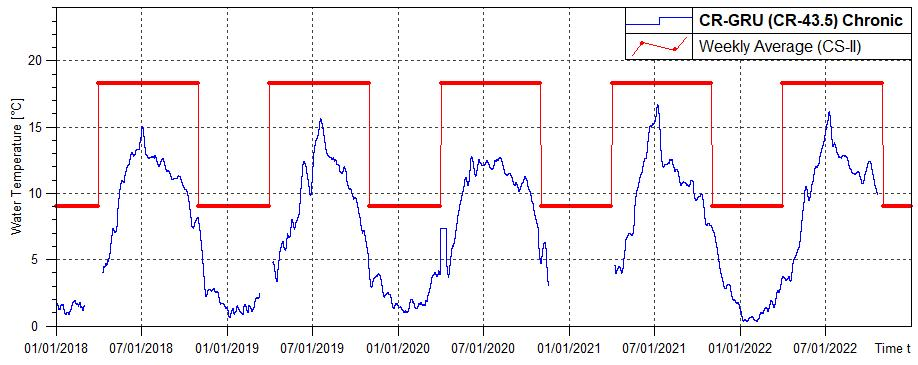 CR-GRU (CR-43.5) Chronic
Weekly Average (CS-II)
Water Temperature [°C]
20
15
10
5
0
01/01/2018 07/01/2018 01/01/2019 07/01/2019 01/01/2020 07/01/2020 01/01/2021 07/01/2021 01/01/2022 07/01/2022 Time t